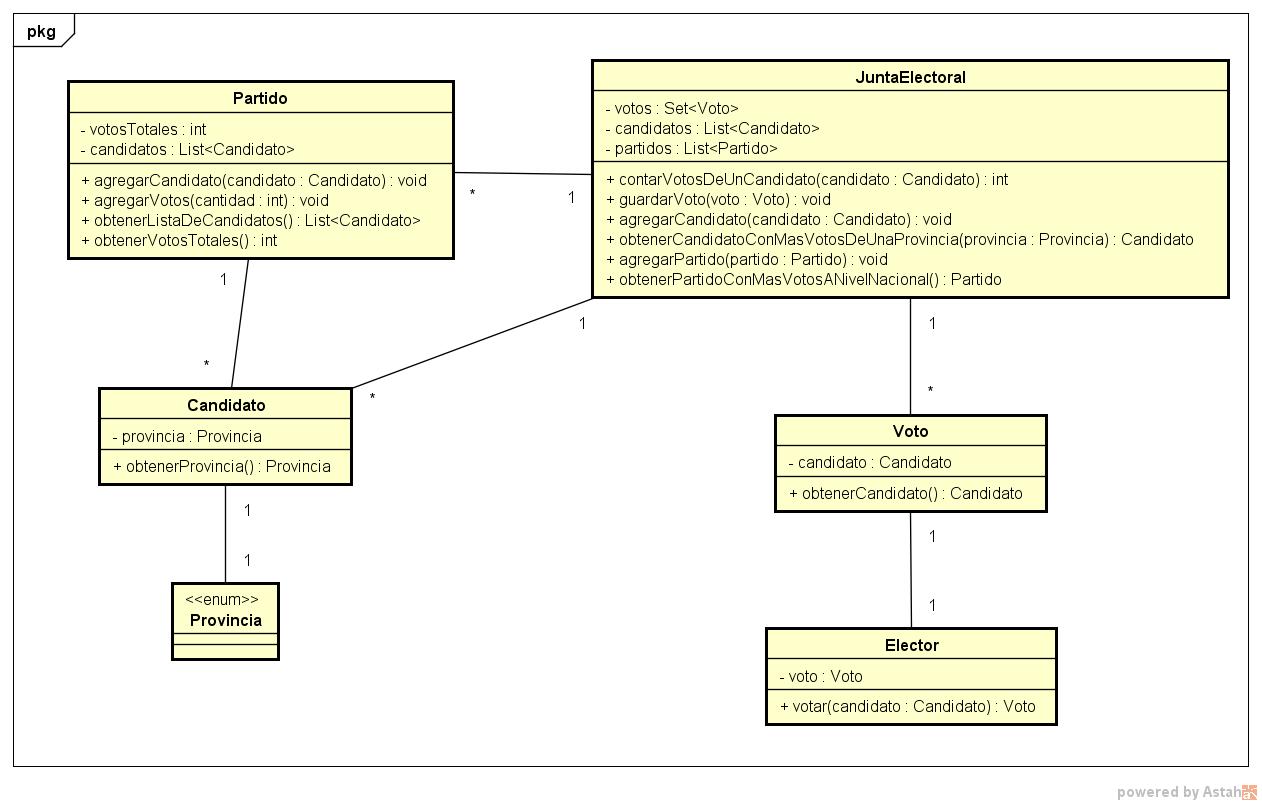 pkg
Partido
- votosTotales : int
- candidatos : List<Candidato>
+ agregarCandidato(candidato : Candidato) : void
+ agregarVotos(cantidad : int) : void
+ obtenerListaDeCandidatos() : List<Candidato>
+ obtenerVotosTotales() : int
JuntaElectoral
- votos : Set<Voto>
- candidatos : List<Candidato>
- partidos : List<Partido>
+ contarVotosDeUnCandidato(candidato : Candidato) : int
+ guardarVoto(voto : Voto) : void
+ agregarCandidato(candidato : Candidato) : void
+ obtenerCandidatoConMasVotosDeUnaProvincia(provincia : Provincia) : Candidato
+ agregarPartido(partido : Partido) : void
+ obtenerPartidoConMasVotosANivelNacional() : Partido
*
1
1
*
1
*
1
*
Candidato
- provincia : Provincia
+ obtenerProvincia() : Provincia
1
1
<<enum>>
Provincia
Voto
- candidato : Candidato
+ obtenerCandidato() : Candidato
1
1
Elector
- voto : Voto
+ votar(candidato : Candidato) : Voto
powered by Astah